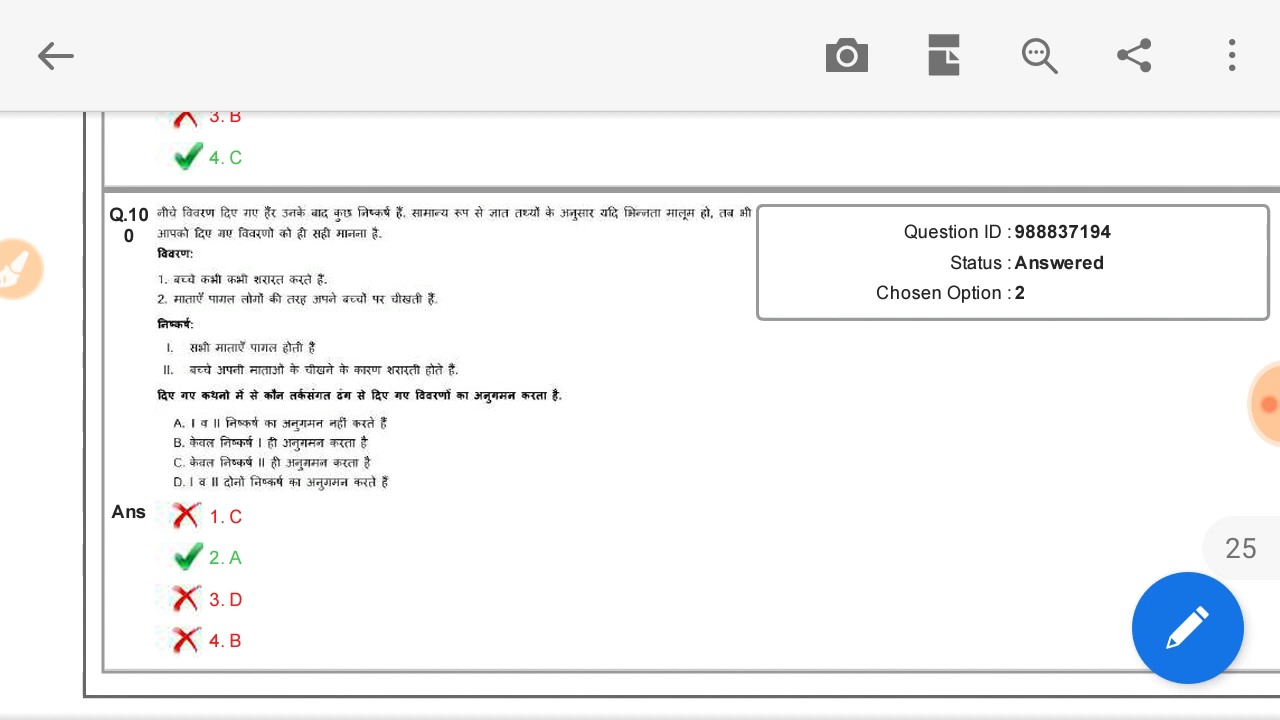 3. B
4. C
Q.10
0
नीचे विवरण दिए गए हैंर उनके बाद कुछ निष्कर्ष हैं. सामान्य रूप से ज्ञात तथ्यों के अनुसार यदि भिन्नता मालूम हो, तब भी
आपको दिए गए विवरणो को ही सही मानना है.
विवरण:
1. बच्चे कभी कभी शरारत करते हैं.
2. माताएँ पागल लोगों की तरह अपने बच्चों पर चीखती हैं.
निष्कर्ष:
I. सभी माताएँ पागल होती हैं
II. बच्चे अपनी माताओं के चीखने के कारण शरारती होते हैं.
दिए गए कथनो में से कौन तर्कसंगत ढंग से दिए गए विवरणों का अनुगमन करता है.
A. I व II निष्कर्ष का अनुगमन नहीं करते हैं
B. केवल निष्कर्ष I ही अनुगमन करता है
C. केवल निष्कर्ष II ही अनुगमन करता है
D. I व II दोनों निष्कर्ष का अनुगमन करते हैं
Question ID : 988837194
Status : Answered
Chosen Option : 2
Ans
1. C
2. A
3. D
4. B
25